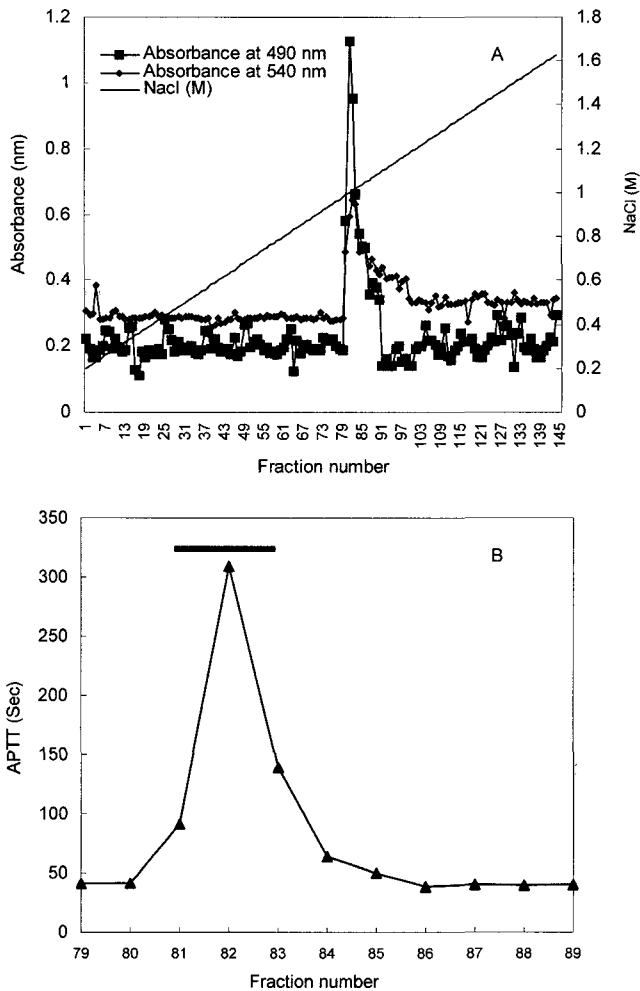 1.2
1
0.8
0.6
0.4
0.2
0
Absorbance (nm)
Absorbance at 490 nm
Absorbance at 540 nm
Nacl (M)
A
1.8
1.6
1.4
1.2
1
0.8
0.6
0.4
0.2
0
NaCl (M)
1 7 13 19 25 31 37 43 49 55 61 67 73 79 85 91 97 103 109 115 121 127 133 139 145
Fraction number
350
300
250
200
150
100
50
0
APTT (Sec)
B
79 80 81 82 83 84 85 86 87 88 89
Fraction number